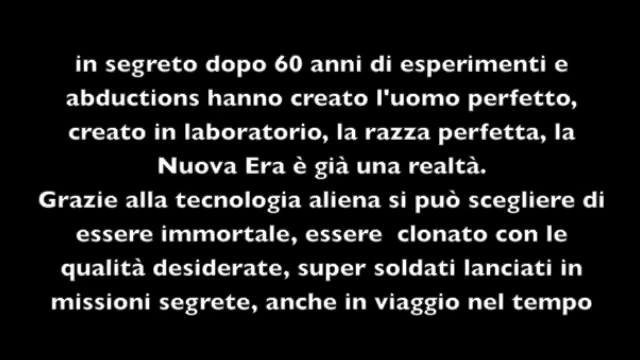 in segreto dopo 60 anni di esperimenti e
abductions hanno creato l'uomo perfetto,
creato in laboratorio, la razza perfetta, la
Nuova Era è già una realtà.
Grazie alla tecnologia aliena si può scegliere di
essere immortale, essere  clonato con le
qualità desiderate, super soldati lanciati in
missioni segrete, anche in viaggio nel tempo